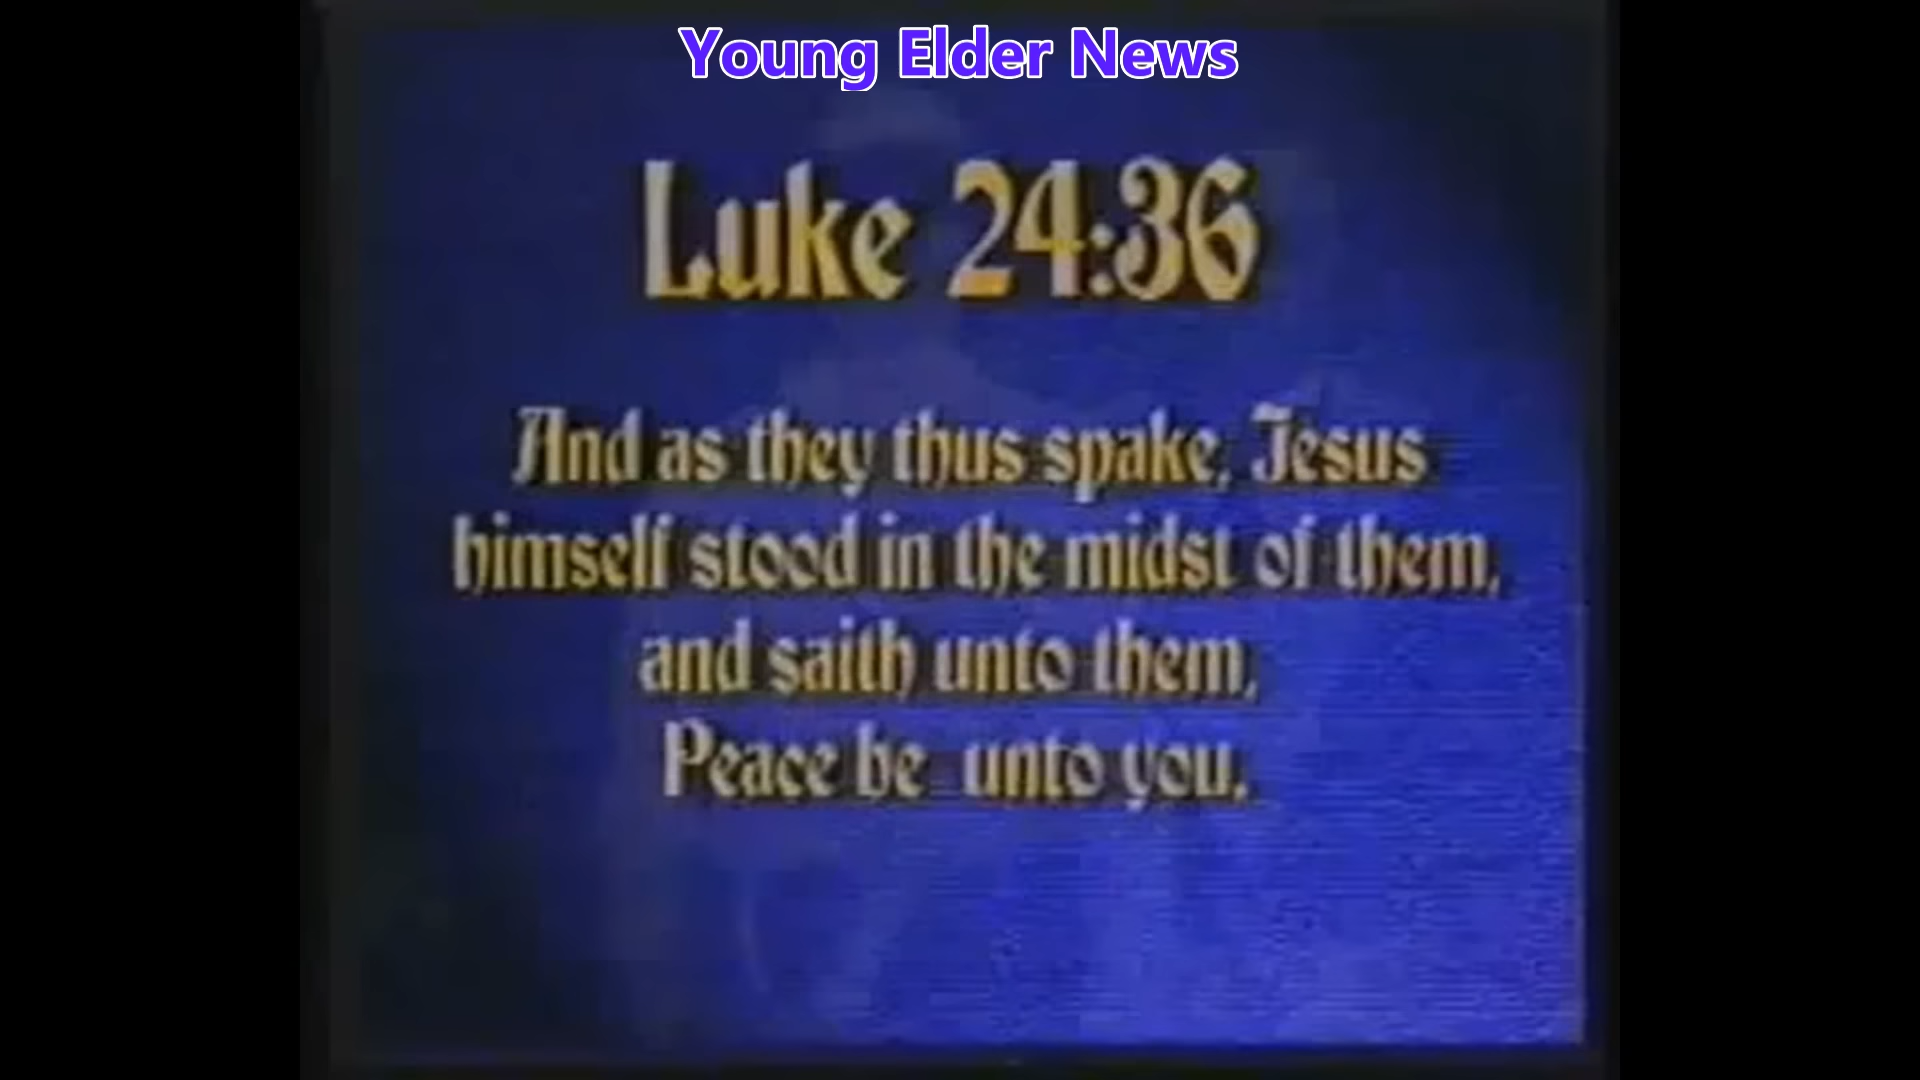 Young Elder News
Luke 24:36
And as they thus spake, Jesus
himself stood in the midst of them,
and saith unto them,
Peace be unto you.